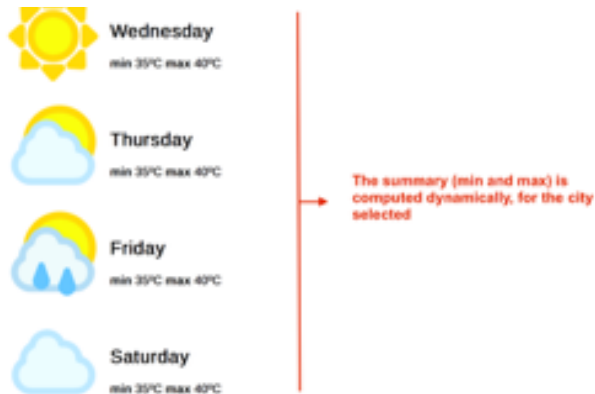 Wednesday
min 35ºC max 40ºC
Thursday
min 35ºC max 40ºC
Friday
min 35ºC max 40ºC
Saturday
min 35ºC max 40ºC
The summary (min and max) is
computed dynamically, for the city
selected